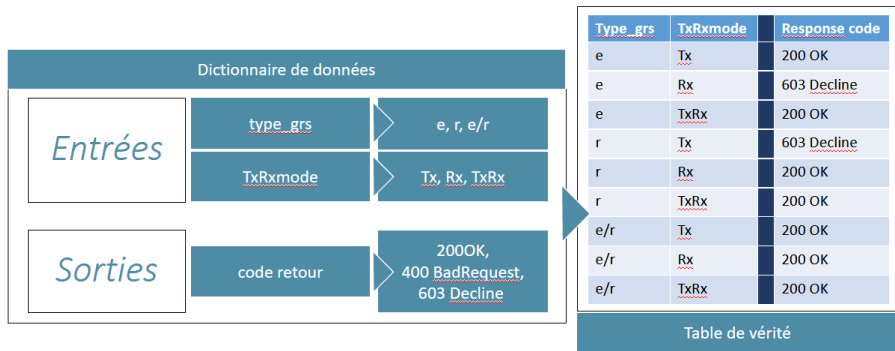 Dictionnaire de données
Entrées
type_grs
e, r, e/r
TxRxmode
Tx, Rx, TxRx
Sorties
code retour
200OK,
400 BadRequest,
603 Decline
Type_grs TxRxmode Response code
e Tx 200 OK
e Rx 603 Decline
e TxRx 200 OK
r Tx 603 Decline
r Rx 200 OK
r TxRx 200 OK
e/r Tx 200 OK
e/r Rx 200 OK
e/r TxRx 200 OK
Table de vérité